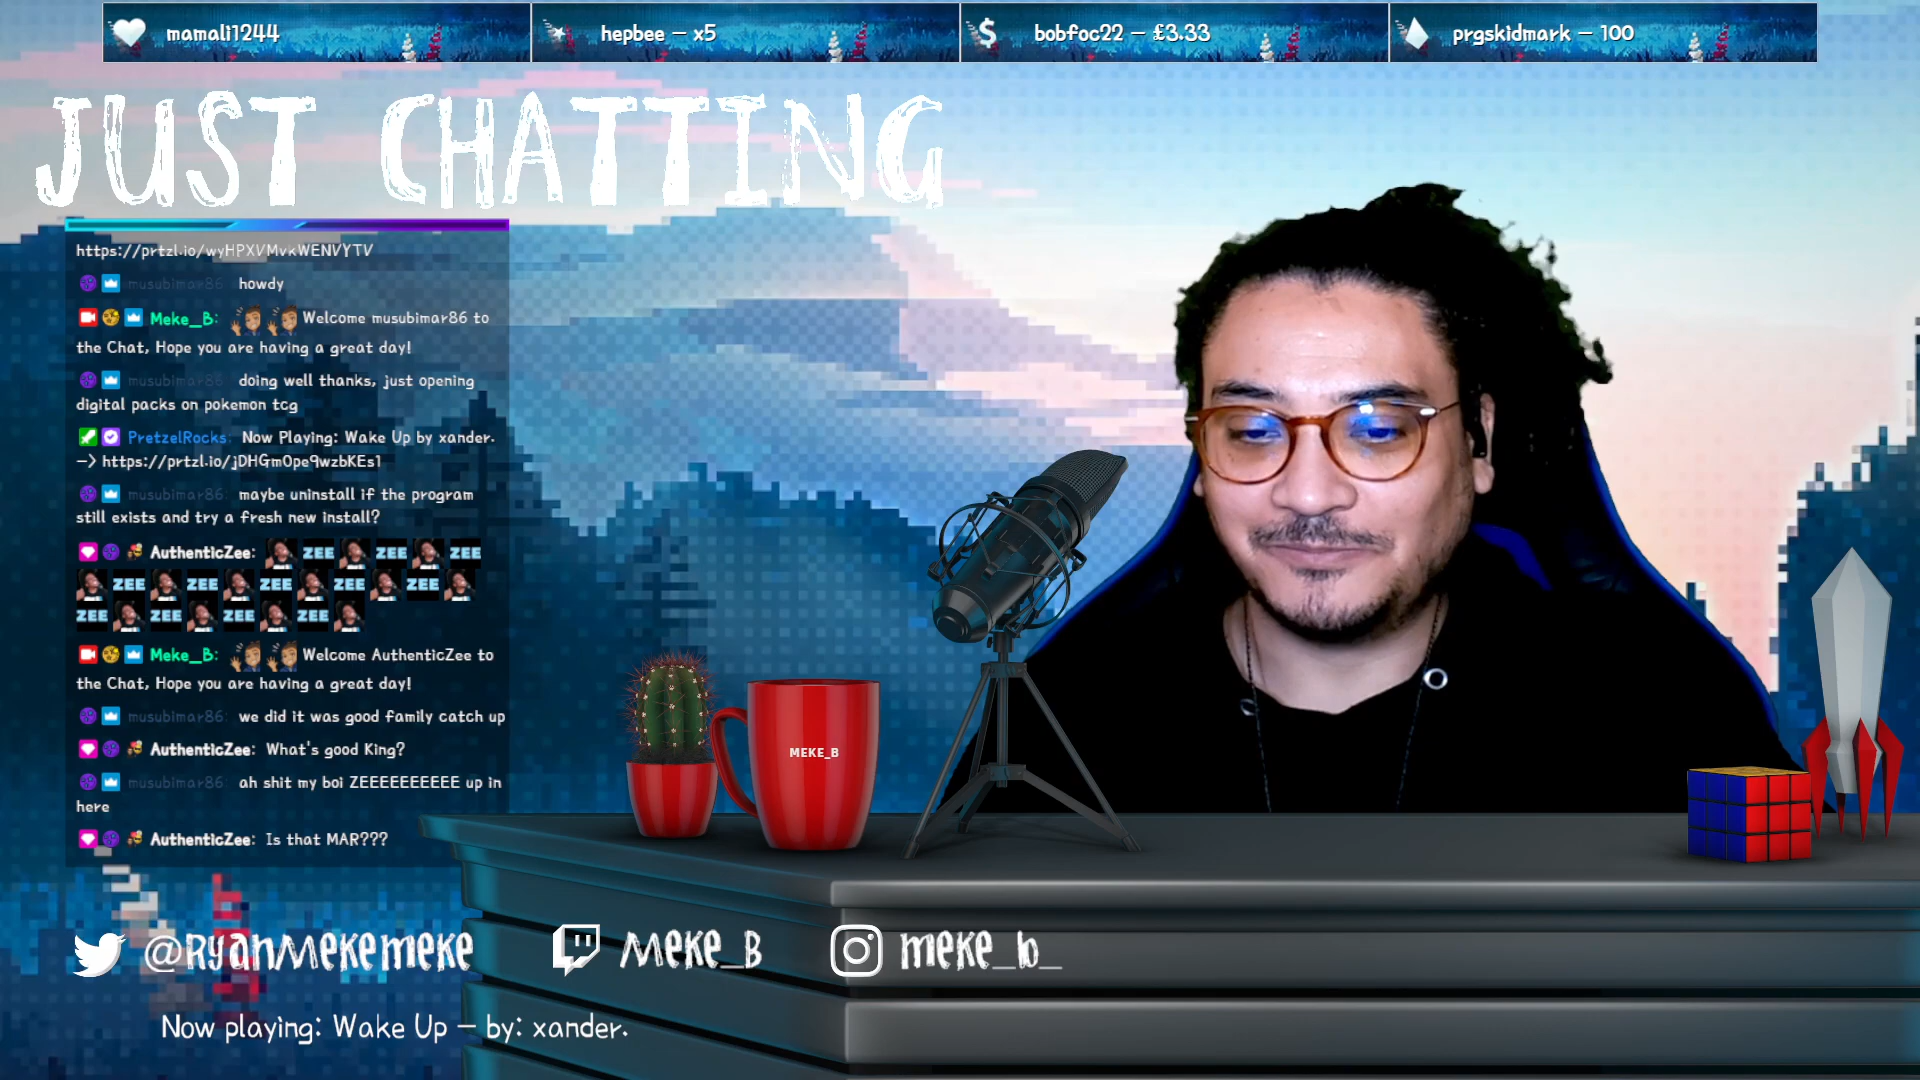 mamali1244
hepbee – x5
bobfoc22 – £3.33
prgskidmark – 100
JUST CHATTING
https://prtzl.io/wyHPXVMvkWENVYTV
musubimar86: howdy
Meke_B: Welcome musubimar86 to
the Chat, Hope you are having a great day!
musubimar86: doing well thanks, just opening
digital packs on pokemon tcg
PretzelRocks: Now Playing: Wake Up by xander.
-> https://prtzl.io/jDHGmOpe9wzbKEs1
musubimar86: maybe uninstall if the program
still exists and try a fresh new install?
AuthenticZee: ZEE ZEE ZEE
ZEE ZEE ZEE ZEE ZEE
ZEE ZEE ZEE ZEE
Meke_B: Welcome AuthenticZee to
the Chat, Hope you are having a great day!
musubimar86: we did it was good family catch up
AuthenticZee: What's good King?
musubimar86: ah shit my boi ZEEEEEEEEEE up in
here
AuthenticZee: Is that MAR???
MEKE_B
@RyanMekemeke
Meke_B
meke_b_
Now playing: Wake Up – by: xander.